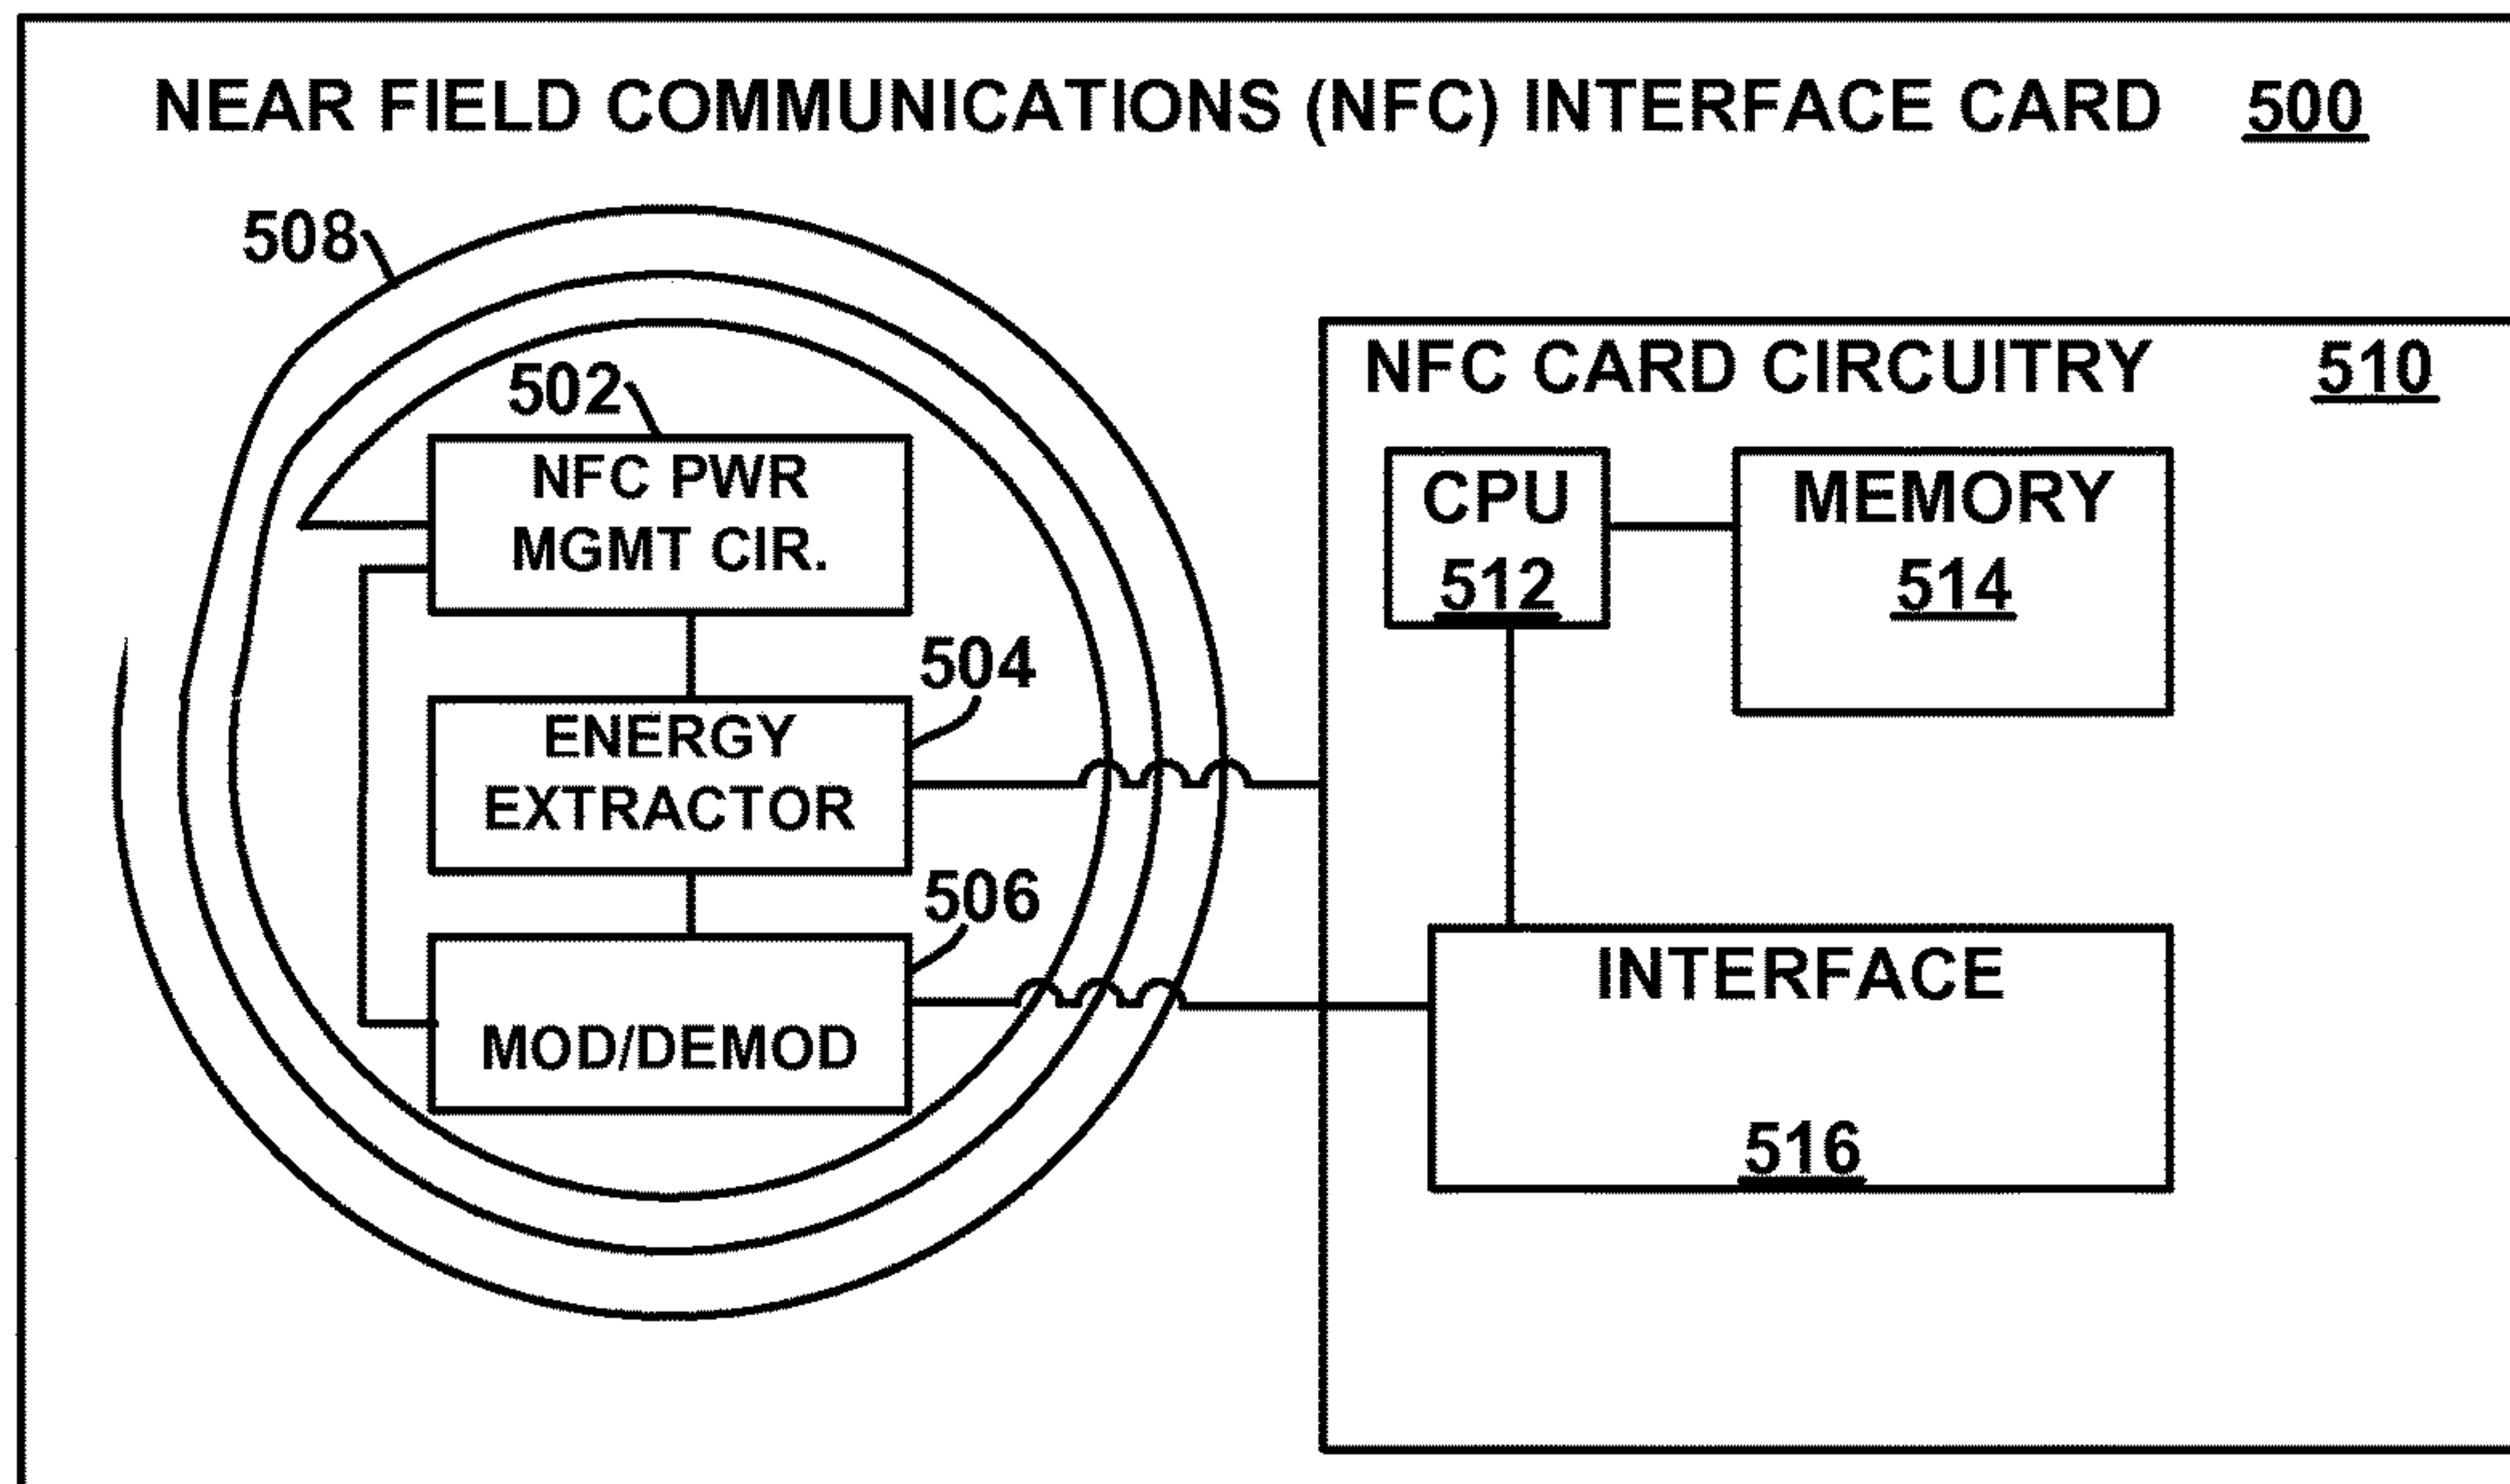 NEAR FIELD COMMUNICATIONS (NFC) INTERFACE CARD 500
508
502
NFC PWR
MGMT CIR.
504
ENERGY
EXTRACTOR
506
MOD/DEMOD
NFC CARD CIRCUITRY 510
CPU
512
MEMORY
514
INTERFACE
516